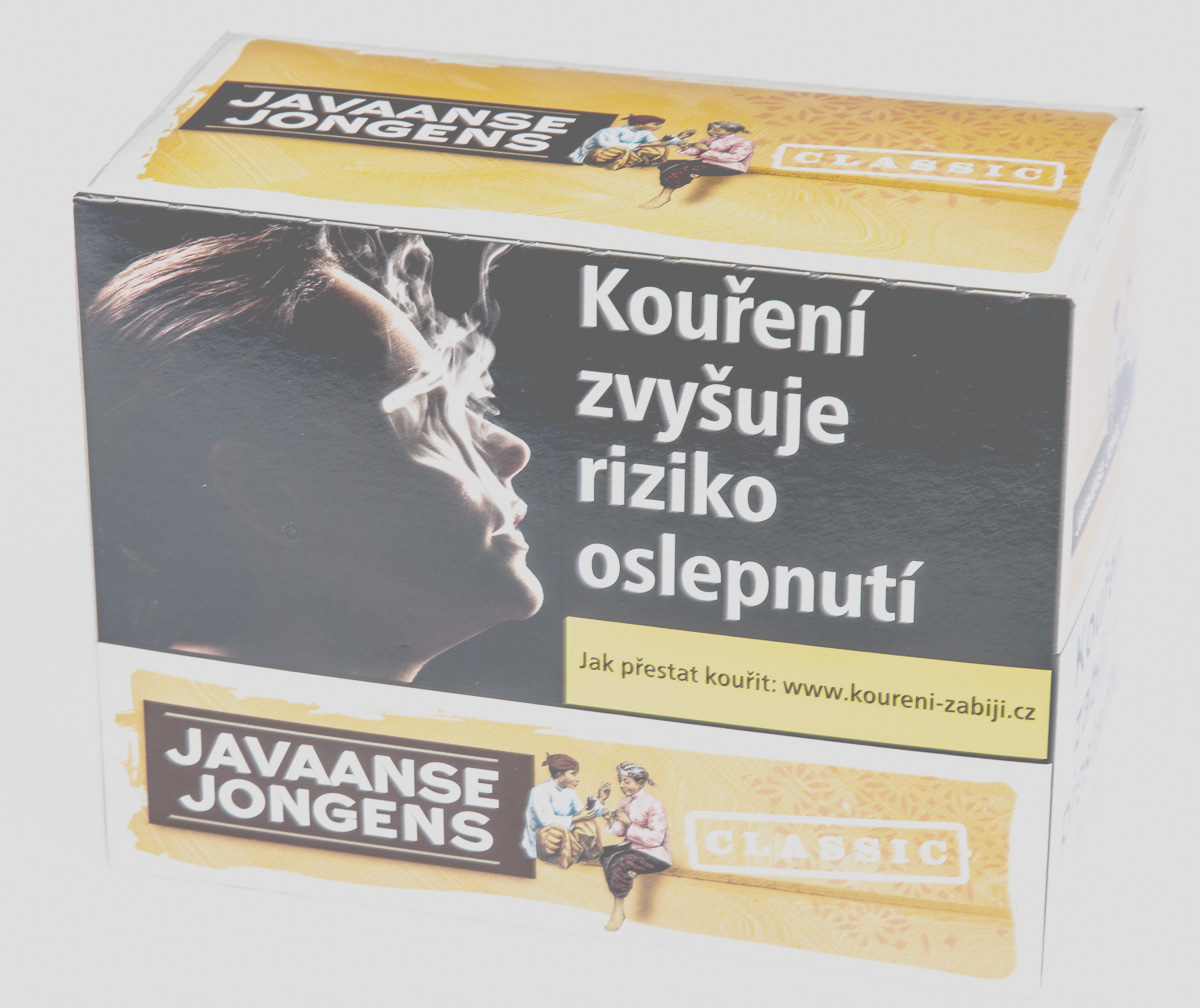 JAVAANSE
JONGENS
CLASSIC
Kouření
zvyšuje
riziko
oslepnutí
Jak přestat kouřit: www.koureni-zabiji.cz
JAVAANSE
JONGENS
CLASSIC